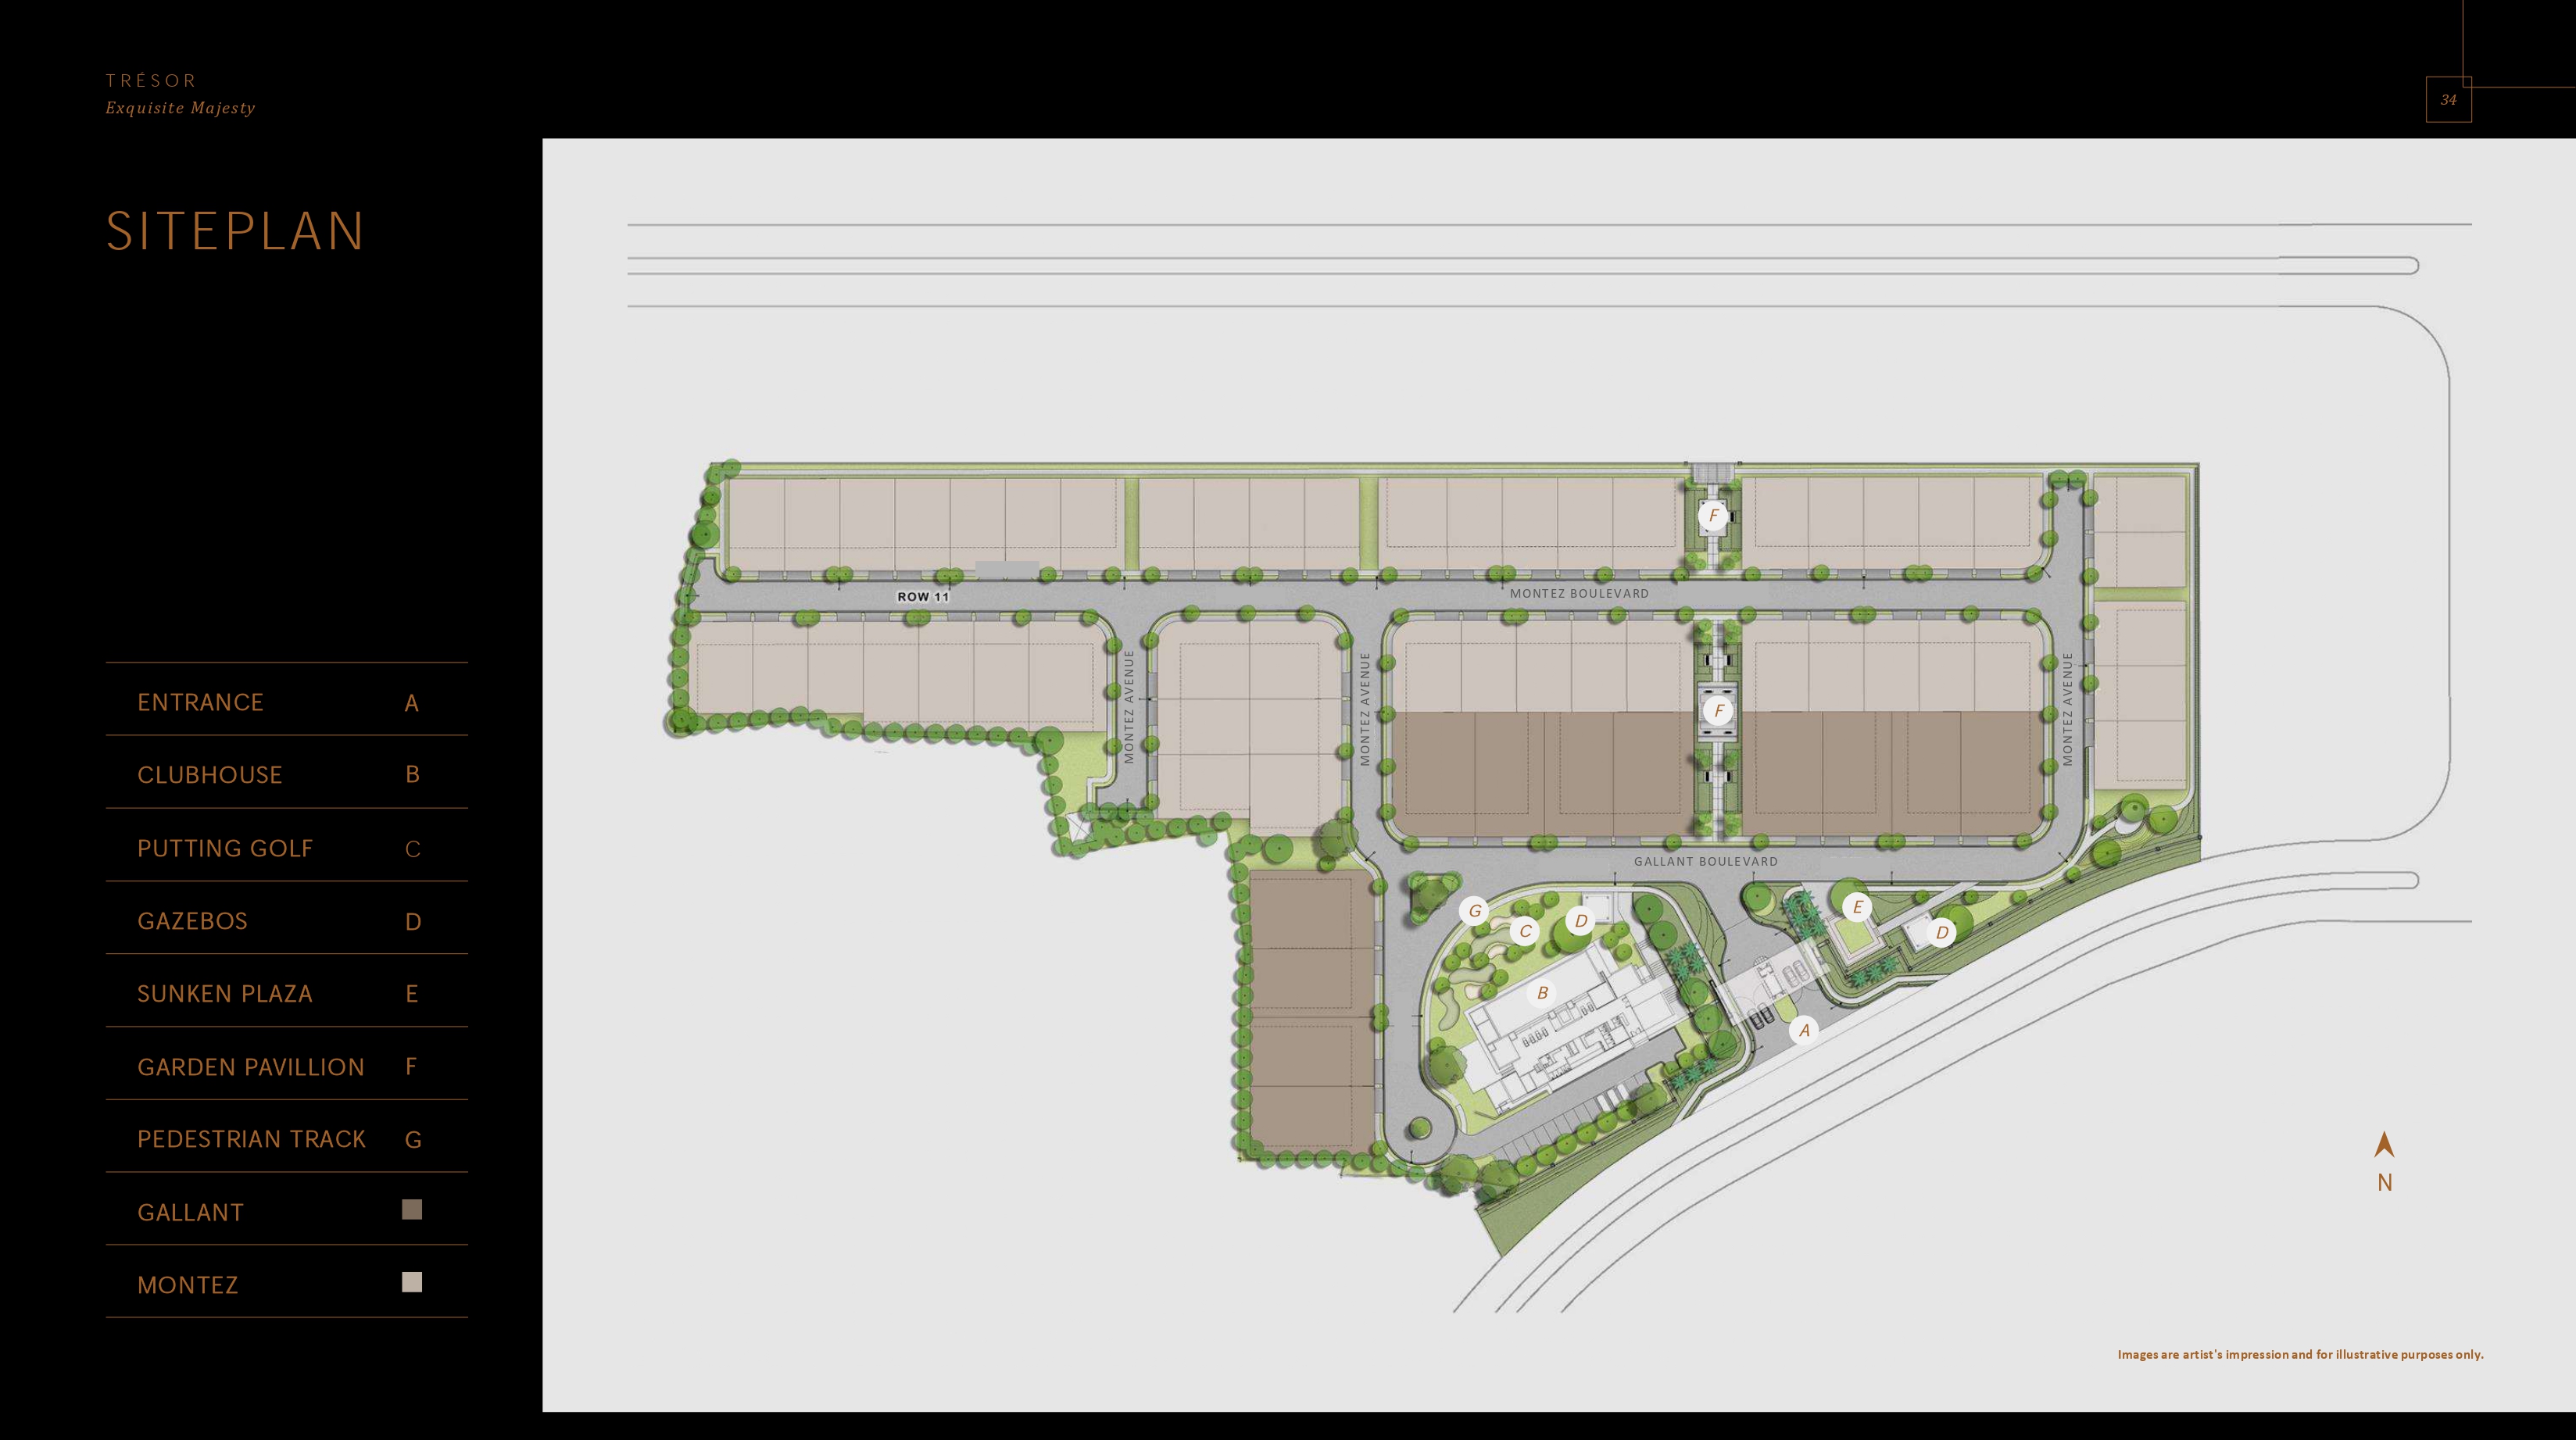 TRÉSOR
Exquisite Majesty
34
SITEPLAN
ENTRANCE A
CLUBHOUSE B
PUTTING GOLF C
GAZEBOS D
SUNKEN PLAZA E
GARDEN PAVILLION F
PEDESTRIAN TRACK G
GALLANT
MONTEZ
F
ROW 11
MONTEZ BOULEVARD
MONTEZ AVENUE
MONTEZ AVENUE
F
MONTEZ AVENUE
GALLANT BOULEVARD
G
C
D
E
D
B
A
N
Images are artist's impression and for illustrative purposes only.